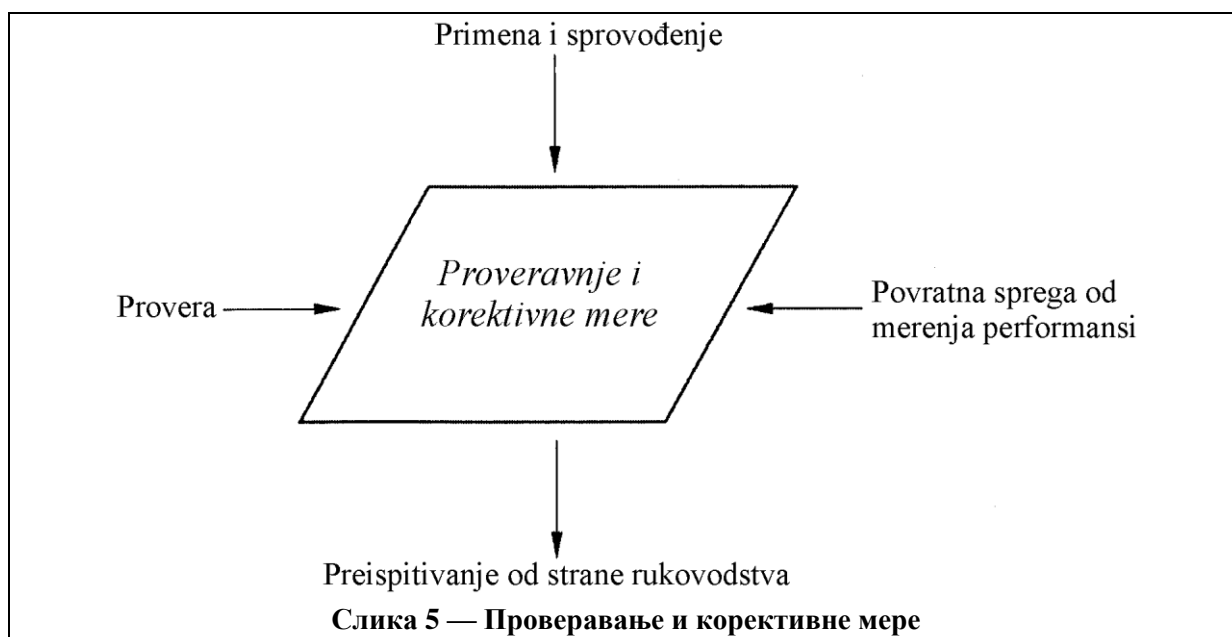 Primena i sprovođenje
Proveravnje i
korektivne mere
Provera
Povratna sprega od
merenja performansi
Preispitivanje od strane rukovodstva
Слика 5 — Проверавање и корективне мере